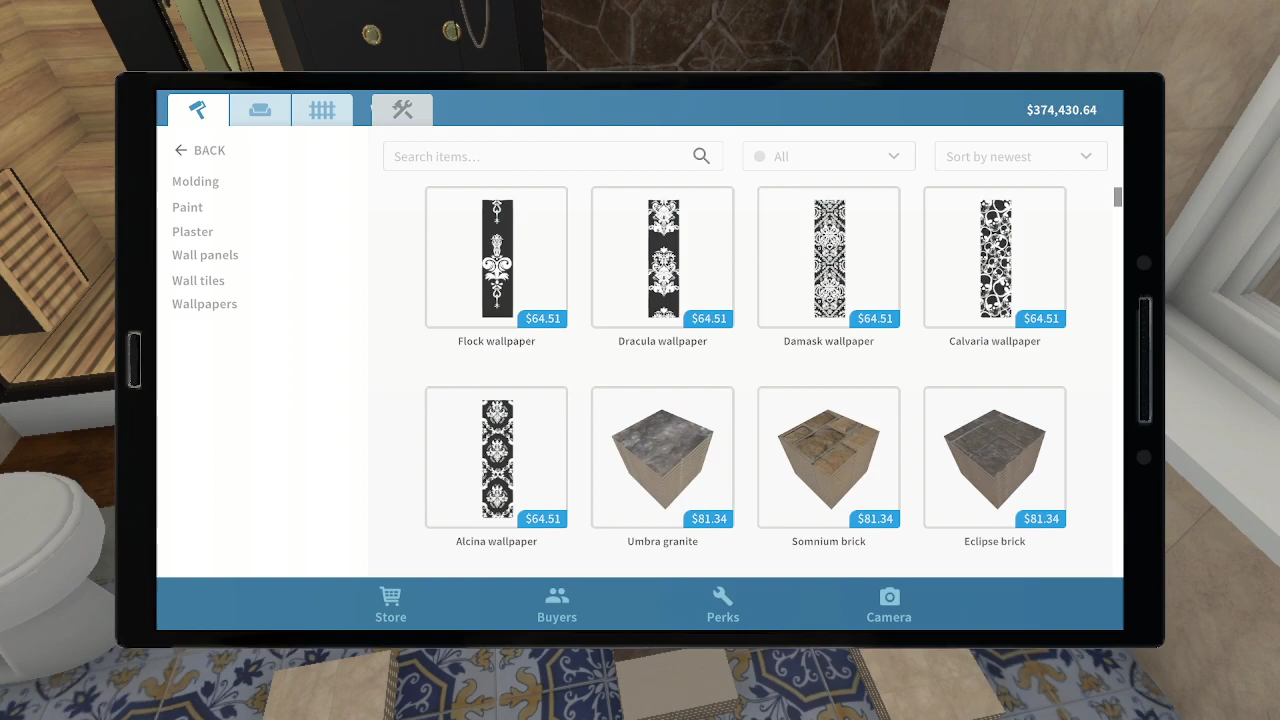 $374,430.64
BACK
Molding
Paint
Plaster
Wall panels
Wall tiles
Wallpapers
Search items...
All
Sort by newest
$64.51
$64.51
$64.51
$64.51
Flock wallpaper
Dracula wallpaper
Damask wallpaper
Calvaria wallpaper
$64.51
$81.34
$81.34
$81.34
Alcina wallpaper
Umbra granite
Somnium brick
Eclipse brick
Store
Buyers
Perks
Camera